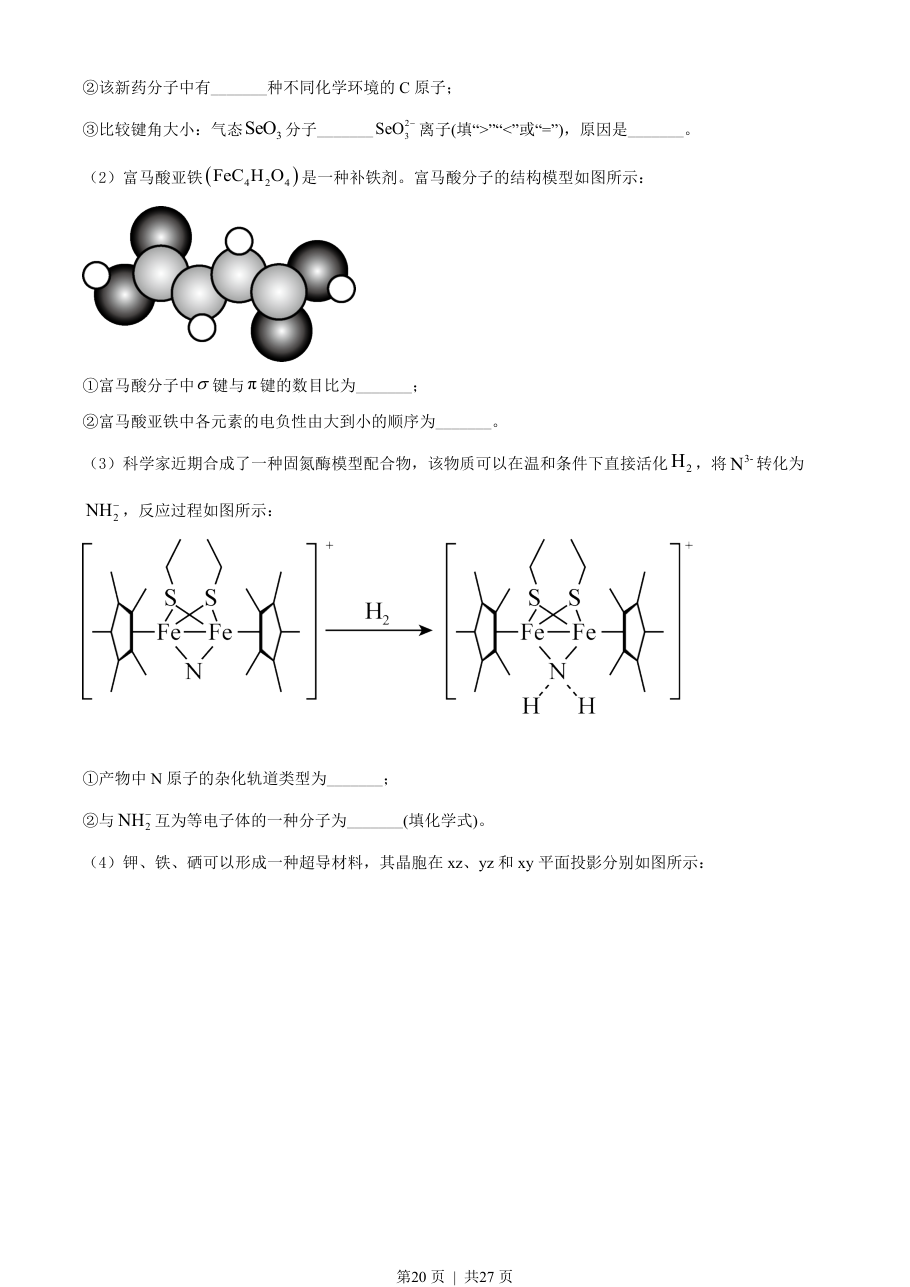 ②该新药分子中有_______种不同化学环境的 C 原子；
③比较键角大小：气态SeO₃分子_______SeO₃²⁻离子(填“>”“<”或“=”)，原因是_______。
（2）富马酸亚铁(FeC₄H₂O₄)是一种补铁剂。富马酸分子的结构模型如图所示：
①富马酸分子中σ键与π键的数目比为_______；
②富马酸亚铁中各元素的电负性由大到小的顺序为_______。
（3）科学家近期合成了一种固氮酶模型配合物，该物质可以在温和条件下直接活化H₂，将N³⁻转化为
NH₂⁻，反应过程如图所示：
+ +
S S S S
H₂
Fe Fe Fe Fe
N N
H H
①产物中 N 原子的杂化轨道类型为_______；
②与NH₂⁻互为等电子体的一种分子为_______(填化学式)。
（4）钾、铁、硒可以形成一种超导材料，其晶胞在 xz、yz 和 xy 平面投影分别如图所示：
第20 页 | 共27 页